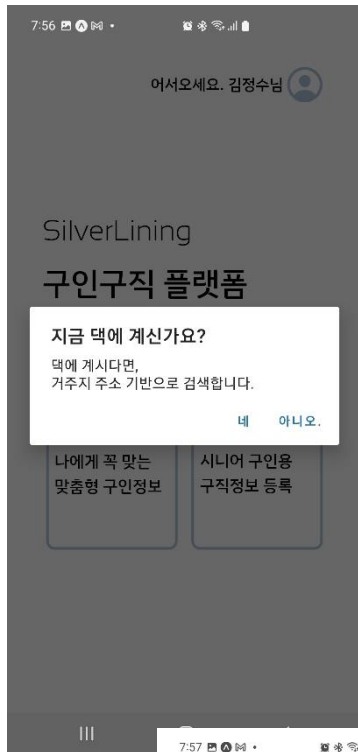 7:56
어서오세요. 김정수님
SilverLining
구인구직 플랫폼
지금 댁에 계신가요?
댁에 계시다면,
거주지 주소 기반으로 검색합니다.
네 아니오.
나에게 꼭 맞는
맞춤형 구인정보
시니어 구인용
구직정보 등록
7:57